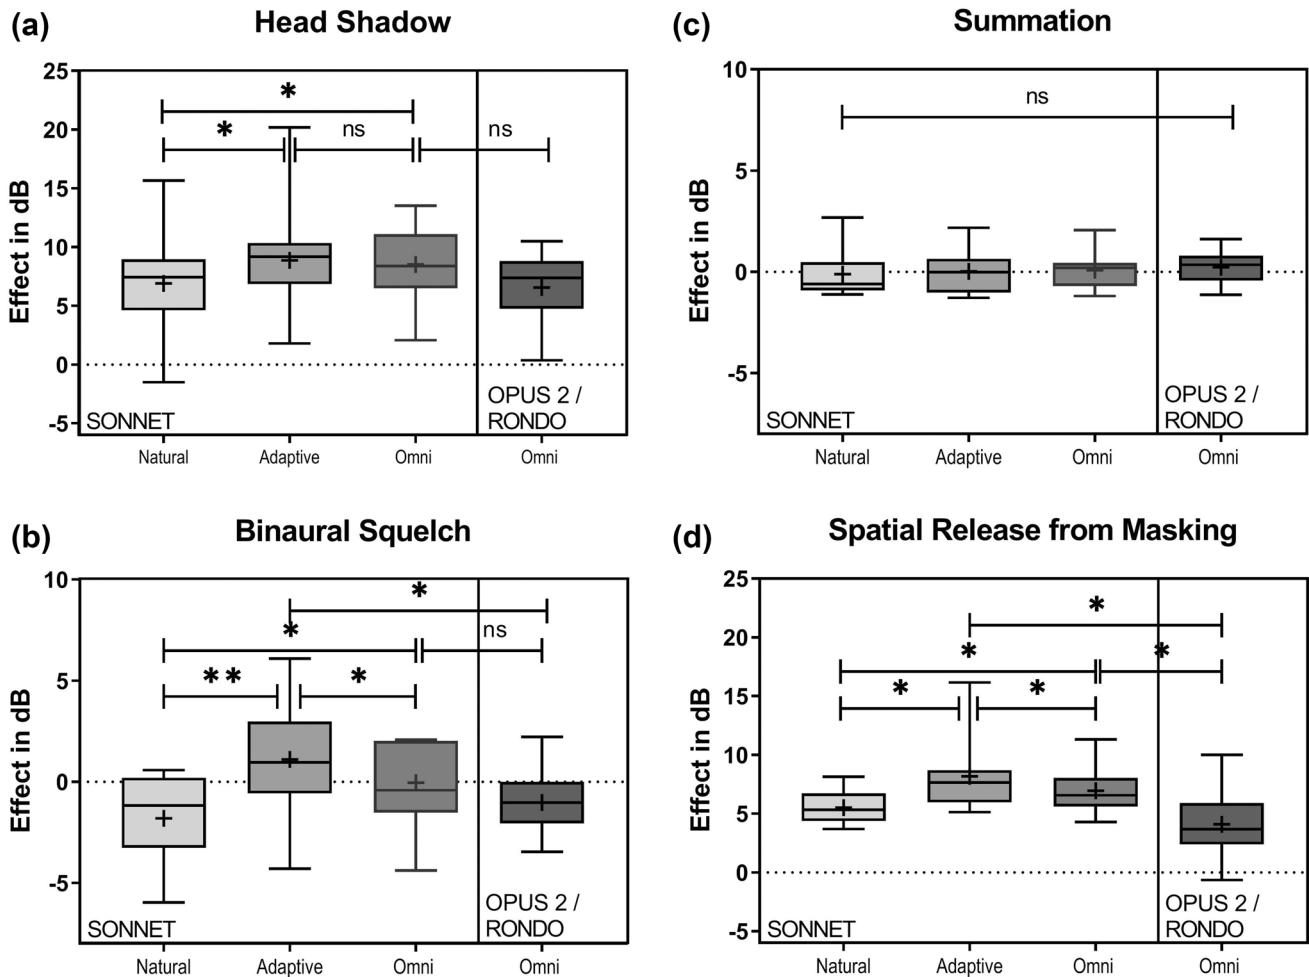 (a)
Head Shadow
Effect in dB
25
20
15
10
5
0
-5
*
*
ns
ns
SONNET
OPUS 2 /
RONDO
Natural
Adaptive
Omni
Omni
(c)
Summation
Effect in dB
10
5
0
-5
ns
SONNET
OPUS 2 /
RONDO
Natural
Adaptive
Omni
Omni
(b)
Binaural Squelch
Effect in dB
10
5
0
-5
*
*
ns
**
*
SONNET
OPUS 2 /
RONDO
Natural
Adaptive
Omni
Omni
(d)
Spatial Release from Masking
Effect in dB
25
20
15
10
5
0
-5
*
*
*
*
*
SONNET
OPUS 2 /
RONDO
Natural
Adaptive
Omni
Omni